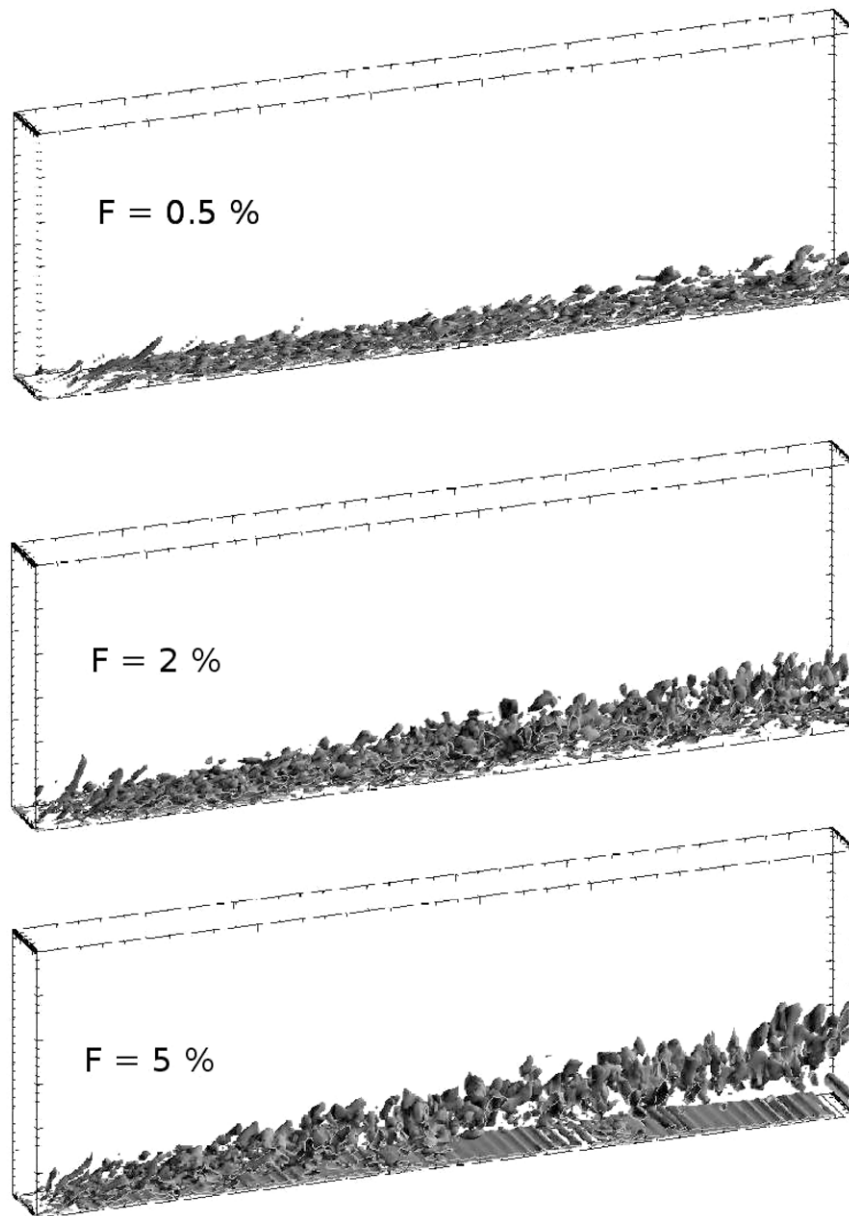 F = 0.5 %
F = 2 %
F = 5 %